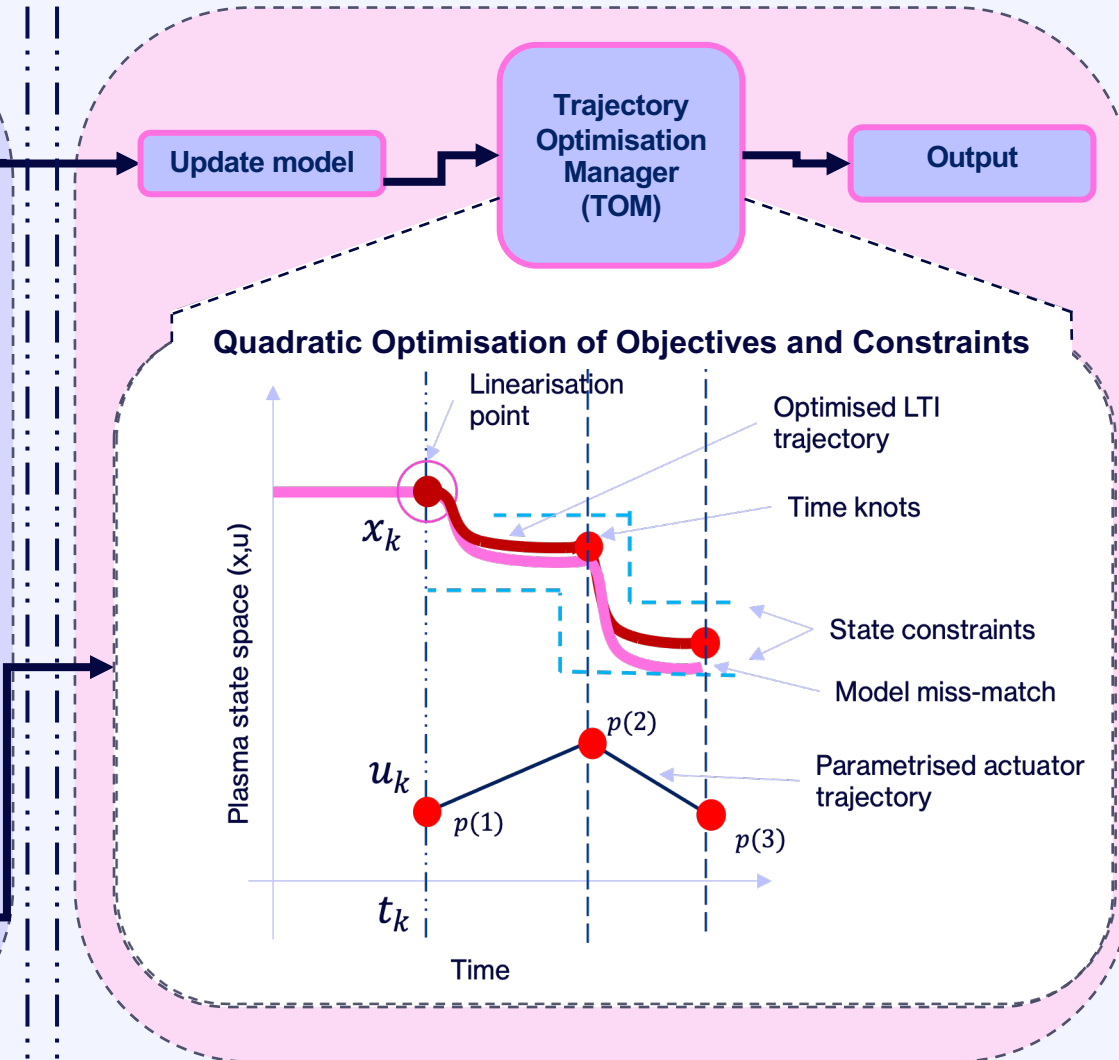 Update model
Trajectory
Optimisation
Manager
(TOM)
Output
Quadratic Optimisation of Objectives and Constraints
Linearisation
point
Optimised LTI
trajectory
Time knots
x_k
State constraints
Model miss-match
Plasma state space (x,u)
p(2)
u_k
Parametrised actuator
trajectory
p(1)
p(3)
t_k
Time